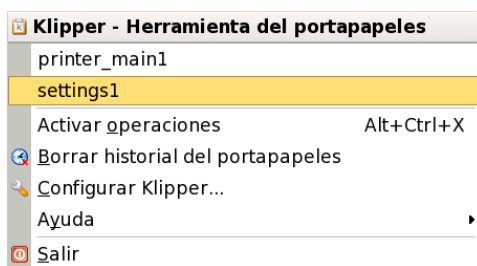 Klipper - Herramienta del portapapeles
printer_main1
settings1
Activar operaciones Alt+Ctrl+X
Borrar historial del portapapeles
Configurar Klipper...
Ayuda
Salir